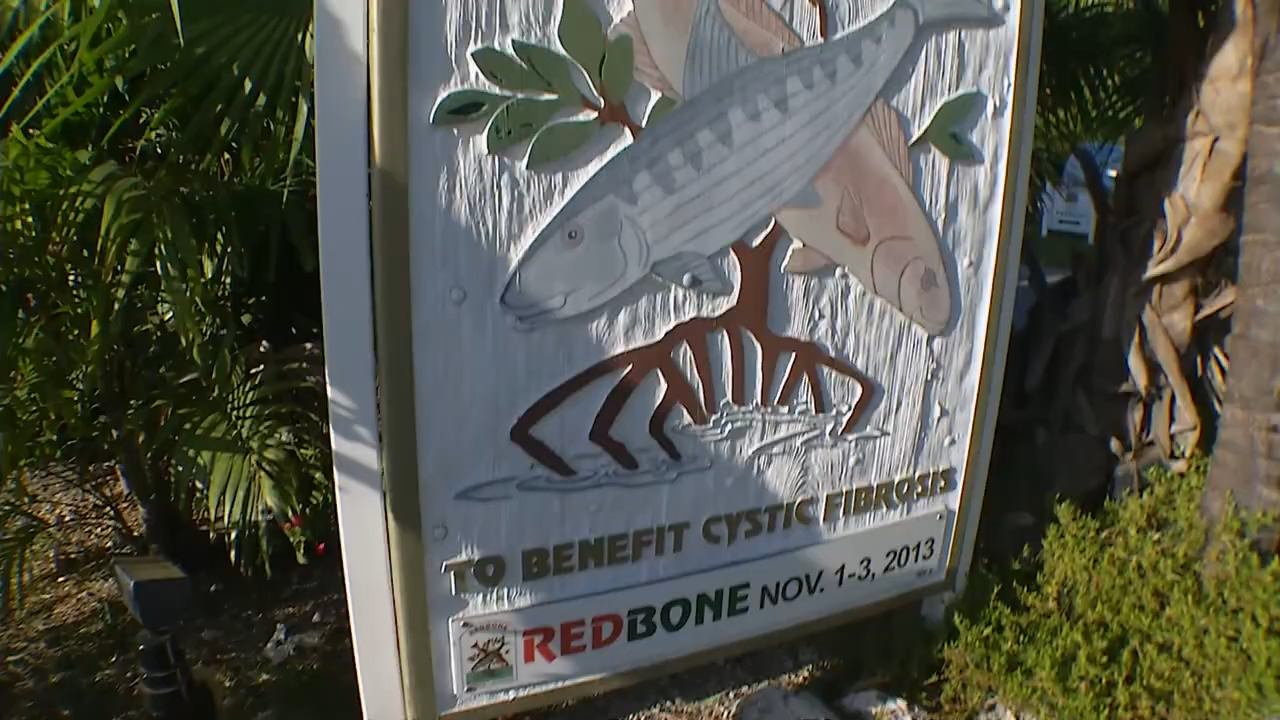 TO BENEFIT CYSTIC FIBROSIS
REDBONE NOV. 1-3, 2013